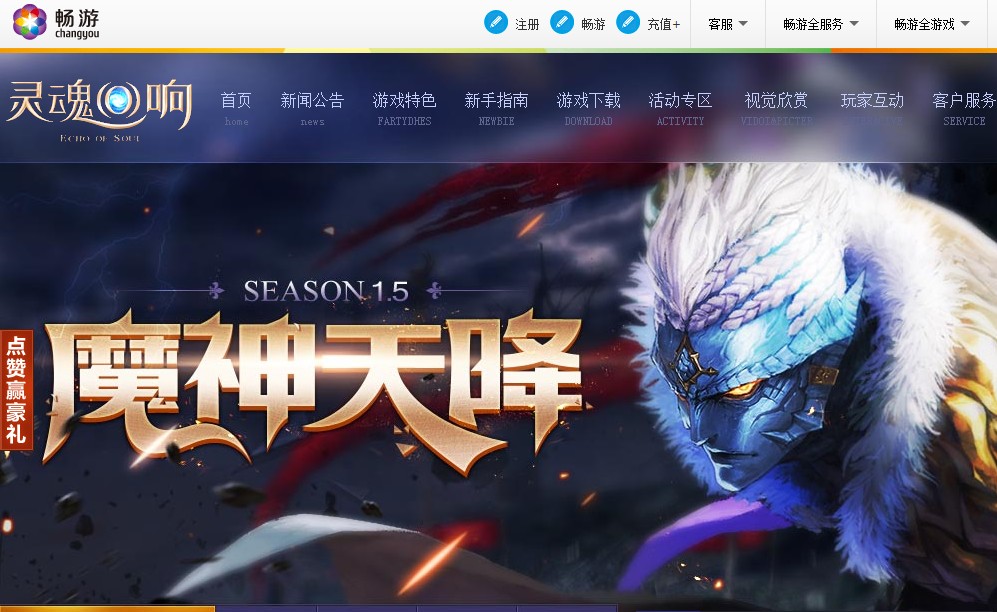 畅游
changyou
注册
畅游
充值+
客服
畅游全服务
畅游全游戏
灵魂回响
ECHO OF SOUL
首页
home
新闻公告
news
游戏特色
FARTYDHES
新手指南
NEWBIE
游戏下载
DOWNLOAD
活动专区
ACTIVITY
视觉欣赏
玩家互动
客户服务
SERVICE
SEASON 1.5
魔神天降
点赞赢豪礼